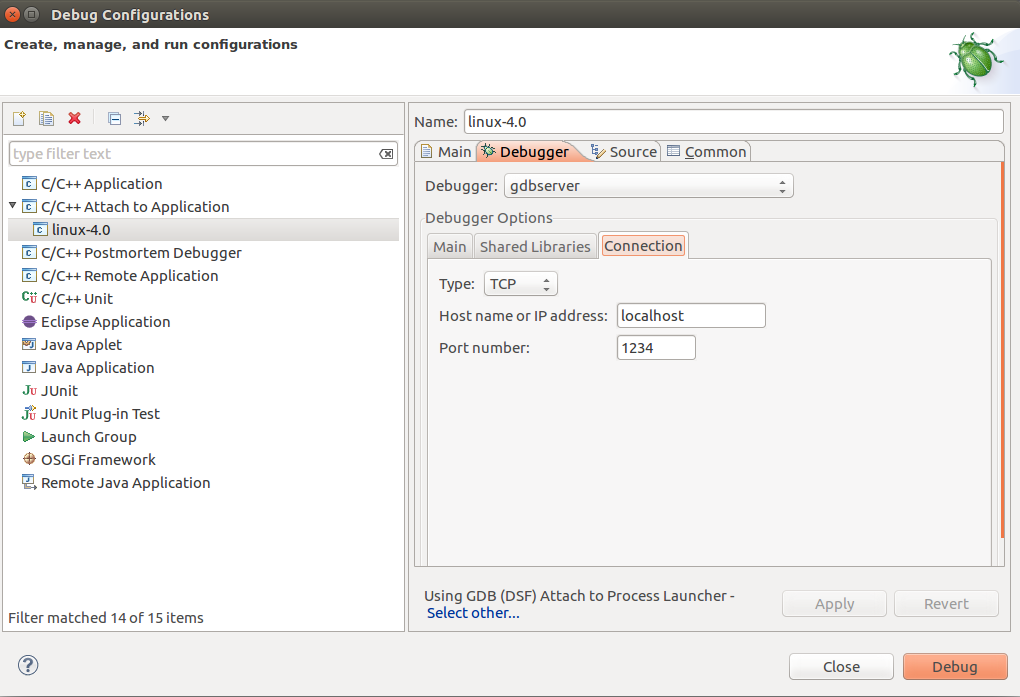 Debug Configurations
Create, manage, and run configurations
type filter text
C/C++ Application
C/C++ Attach to Application
linux-4.0
C/C++ Postmortem Debugger
C/C++ Remote Application
C/C++ Unit
Eclipse Application
Java Applet
Java Application
JUnit
JUnit Plug-in Test
Launch Group
OSGi Framework
Remote Java Application
Filter matched 14 of 15 items
Name: linux-4.0
Main Debugger Source Common
Debugger: gdbserver
Debugger Options
Main Shared Libraries Connection
Type: TCP
Host name or IP address: localhost
Port number: 1234
Using GDB (DSF) Attach to Process Launcher -
Select other...
Apply Revert
Close Debug